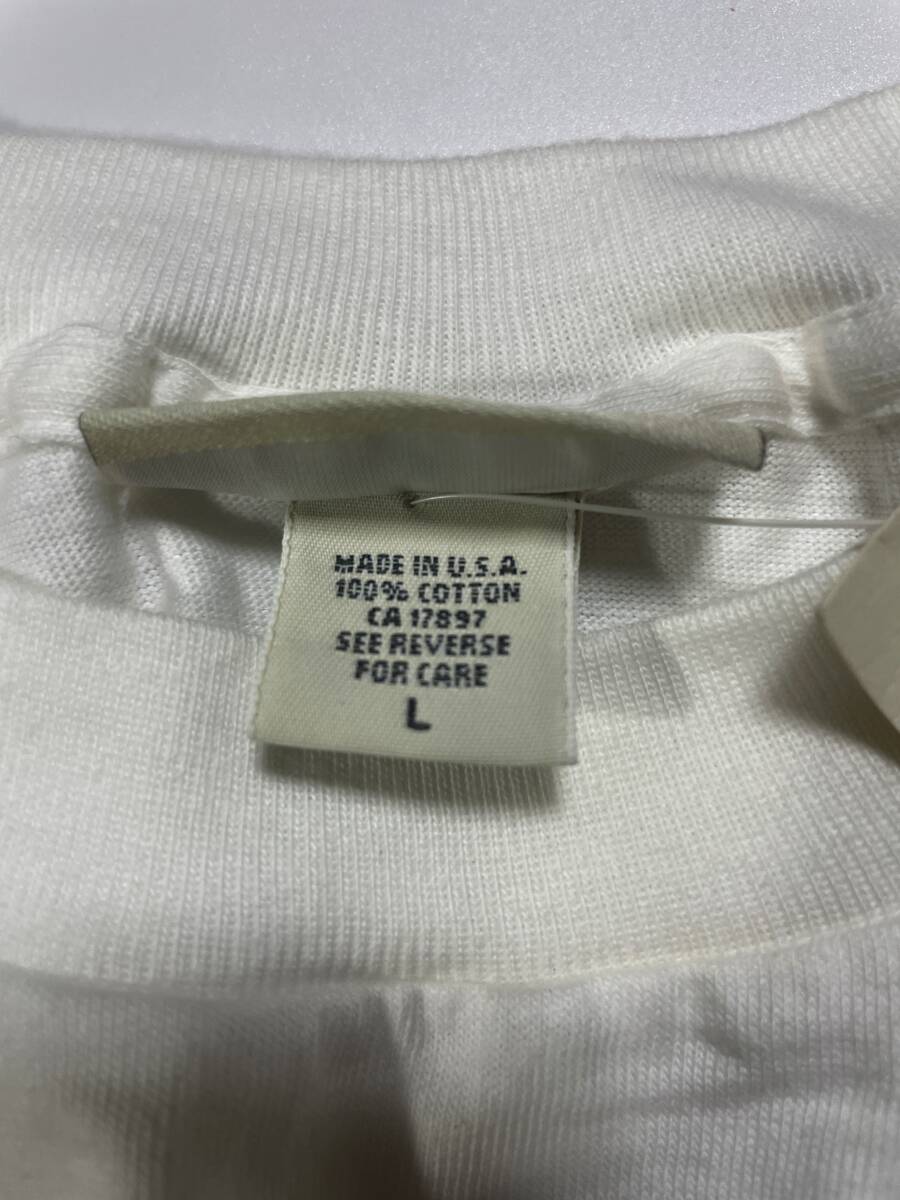 MADE IN U.S.A.
100% COTTON
CA 17897
SEE REVERSE
FOR CARE
L